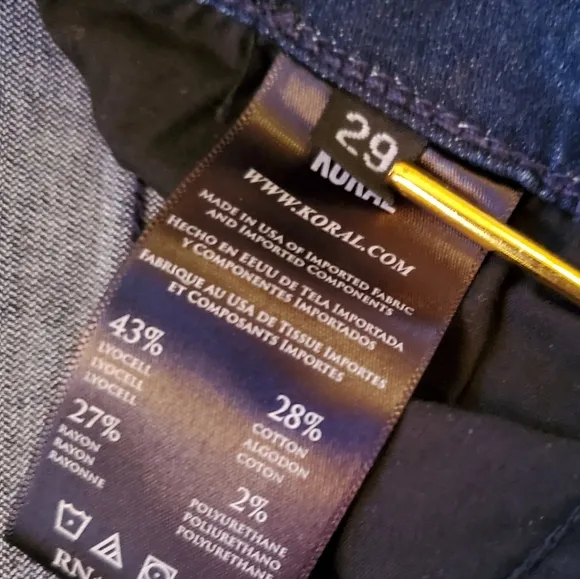 29
KORAL
WWW.KORAL.COM
MADE IN USA OF IMPORTED FABRIC
AND IMPORTED COMPONENTS
HECHO EN EEUU DE TELA IMPORTADA
Y COMPONENTES IMPORTADOS
FABRIQUE AU USA DE TISSUE IMPORTES
ET COMPOSANTS IMPORTES
43%
LYOCELL
LYOCELL
LYOCELL
28%
COTTON
ALGODON
COTON
27%
RAYON
RAYON
RAYONNE
2%
POLYURETHANE
POLIURETHANO
POLYURETHANE
RN